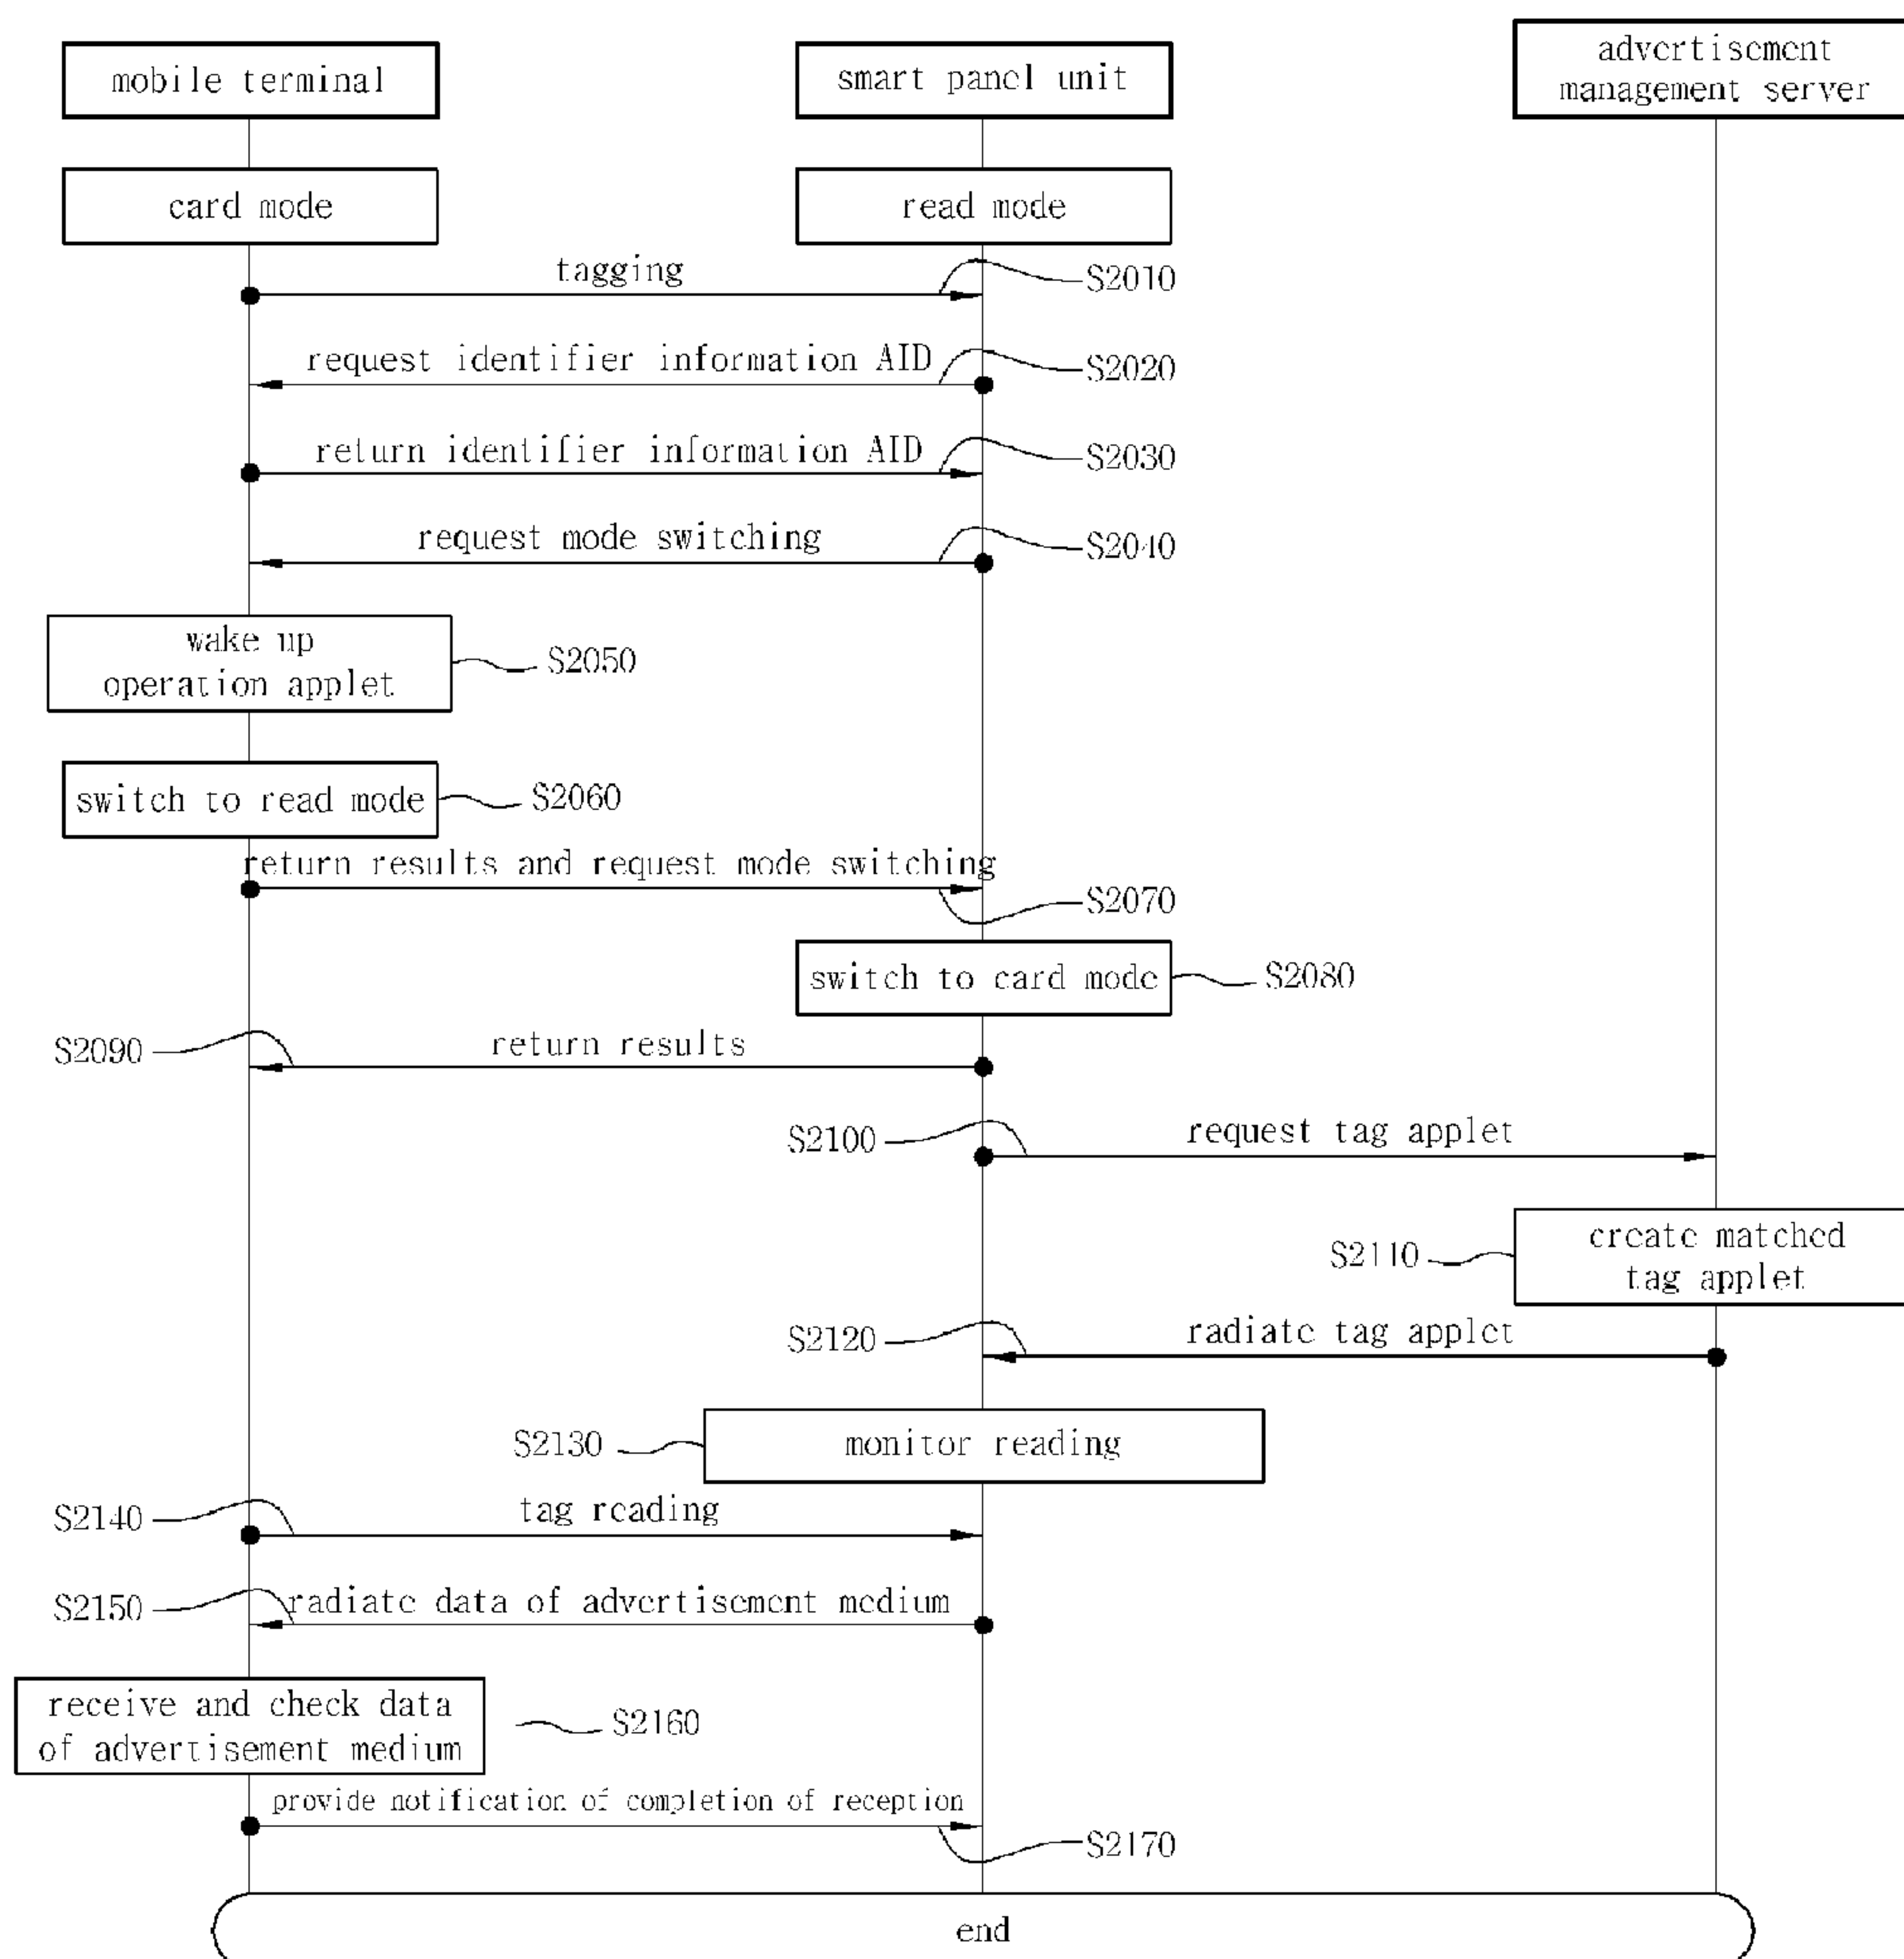 mobile terminal
smart panel unit
advertisement
management server
card mode
read mode
tagging
S2010
request identifier information AID
S2020
return identifier information AID
S2030
request mode switching
S2040
wake up
operation applet
S2050
switch to read mode
S2060
return results and request mode switching
S2070
switch to card mode
S2080
S2090
return results
S2100
request tag applet
S2110
create matched
tag applet
S2120
radiate tag applet
S2130
monitor reading
S2140
tag reading
S2150
radiate data of advertisement medium
receive and check data
of advertisement medium
S2160
provide notification of completion of reception
S2170
end